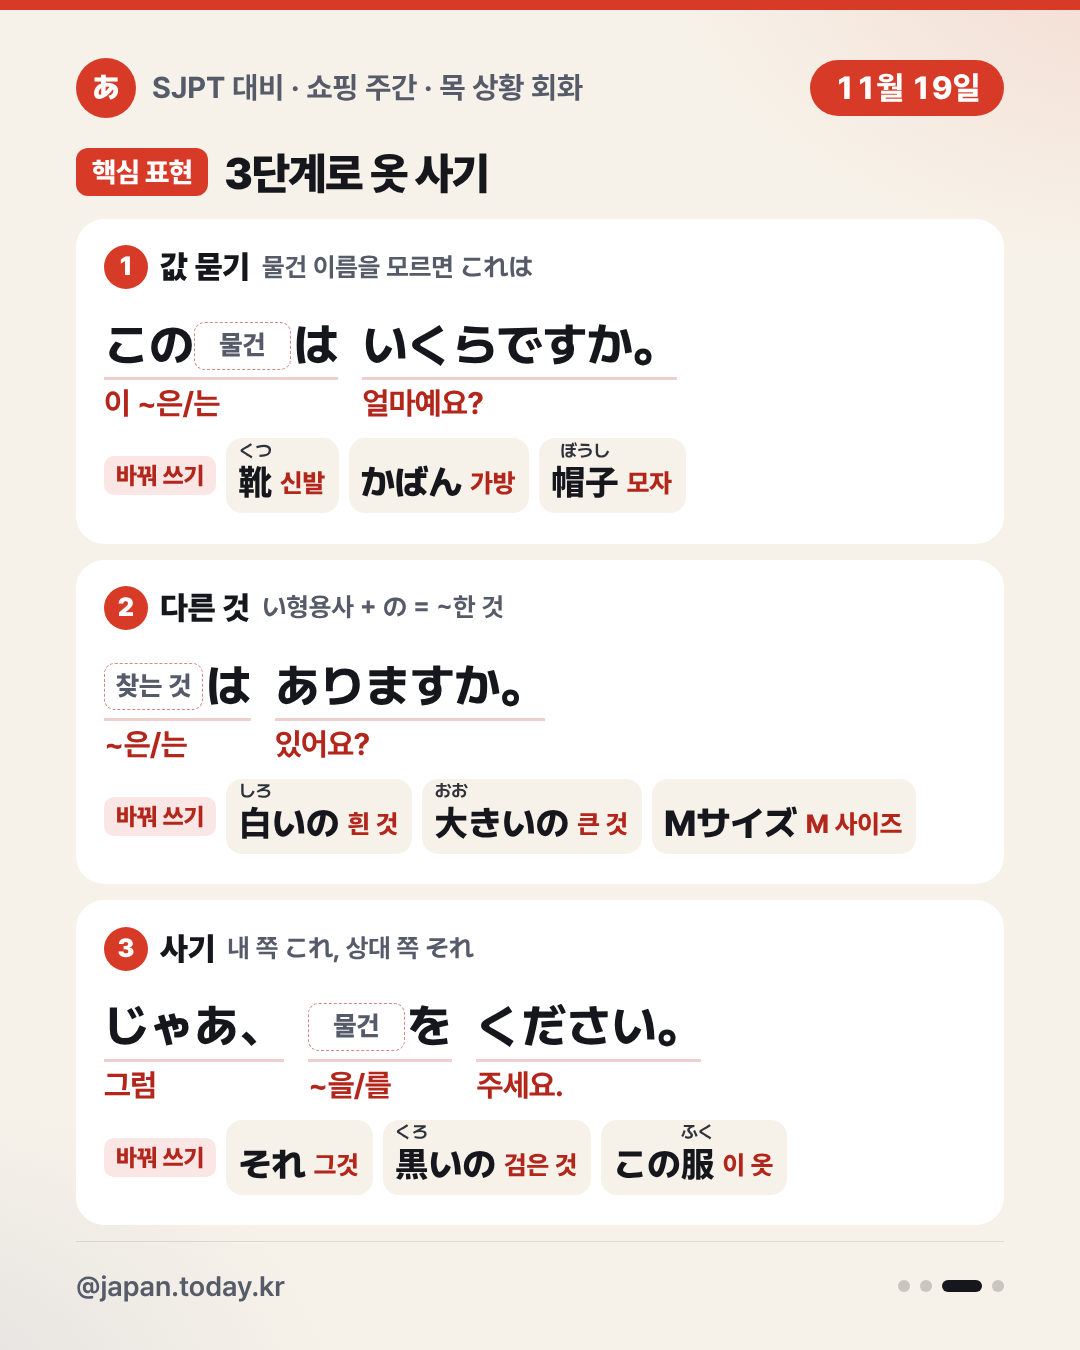 あ SJPT 대비 · 쇼핑 주간 · 목 상황 회화 11월 19일
핵심 표현 3단계로 옷 사기
1 값 묻기 물건 이름을 모르면 これは
この 물건 は いくらですか。
이 ~은/는 얼마예요?
くつ ぼうし
바꿔 쓰기 靴 신발 かばん 가방 帽子 모자
2 다른 것 い형용사 + の = ~한 것
찾는 것 は ありますか。
~은/는 있어요?
しろ おお
바꿔 쓰기 白いの 흰 것 大きいの 큰 것 Mサイズ M 사이즈
3 사기 내 쪽 これ, 상대 쪽 それ
じゃあ、 물건 を ください。
그럼 ~을/를 주세요.
くろ ふく
바꿔 쓰기 それ 그것 黒いの 검은 것 この服 이 옷
@japan.today.kr